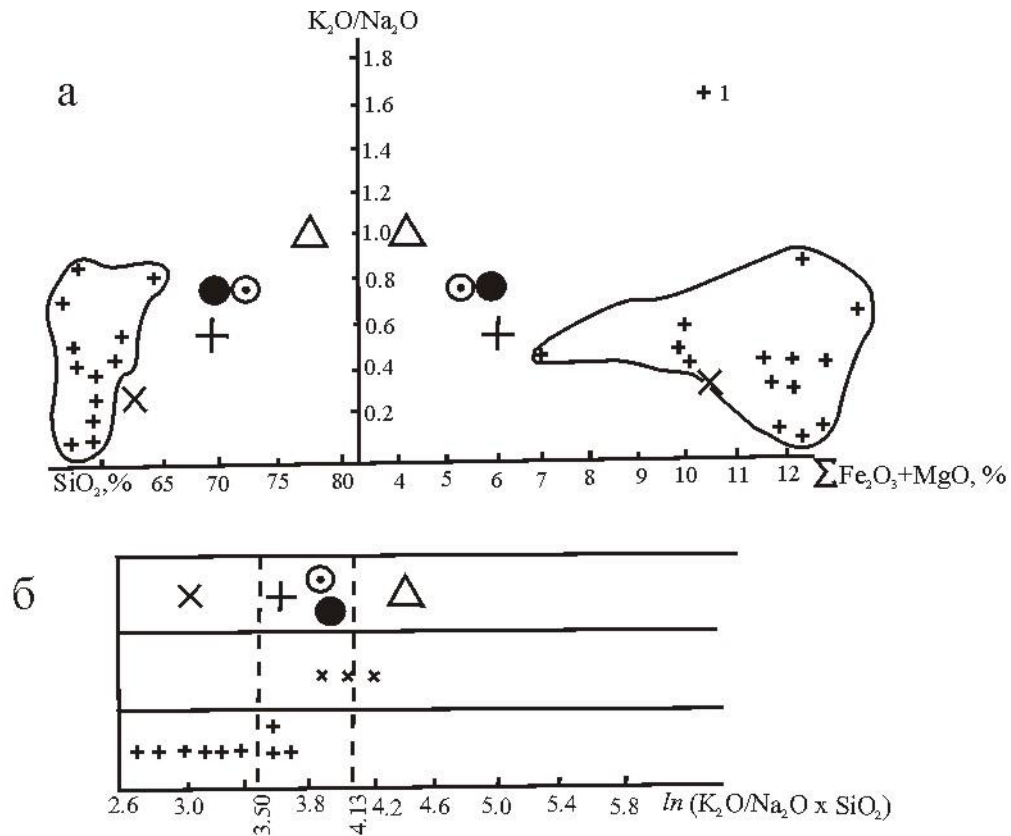 K₂O/Na₂O
а
1.8
1.6
1.4
1.2
1.0
0.8
0.6
0.4
0.2
1
SiO₂,% 65 70 75 80 4 5 6 7 8 9 10 11 12 ΣFe₂O₃+MgO, %
б
2.6 3.0 3.50 3.8 4.13 4.2 4.6 5.0 5.4 5.8 ln (K₂O/Na₂O x SiO₂)